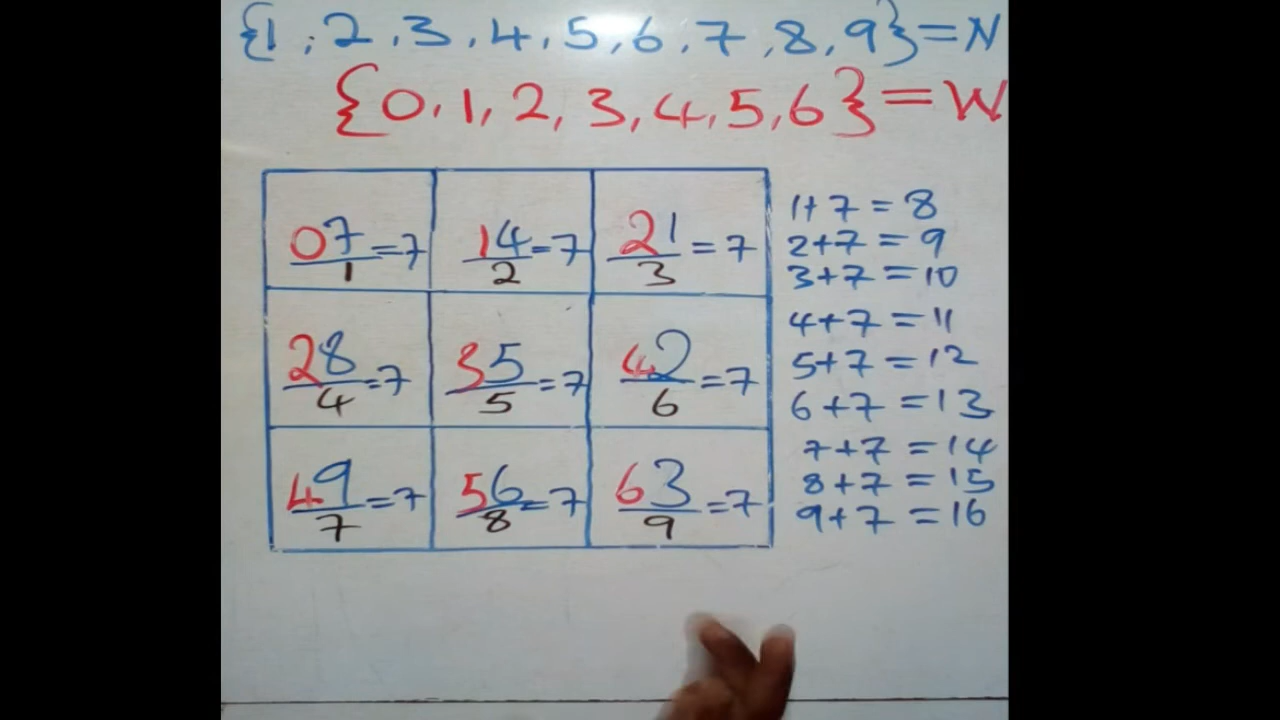 {1, 2, 3, 4, 5, 6, 7, 8, 9} = N
{0, 1, 2, 3, 4, 5, 6} = W
07/1 = 7 14/2 = 7 21/3 = 7
28/4 = 7 35/5 = 7 42/6 = 7
49/7 = 7 56/8 = 7 63/9 = 7
1+7 = 8
2+7 = 9
3+7 = 10
4+7 = 11
5+7 = 12
6+7 = 13
7+7 = 14
8+7 = 15
9+7 = 16